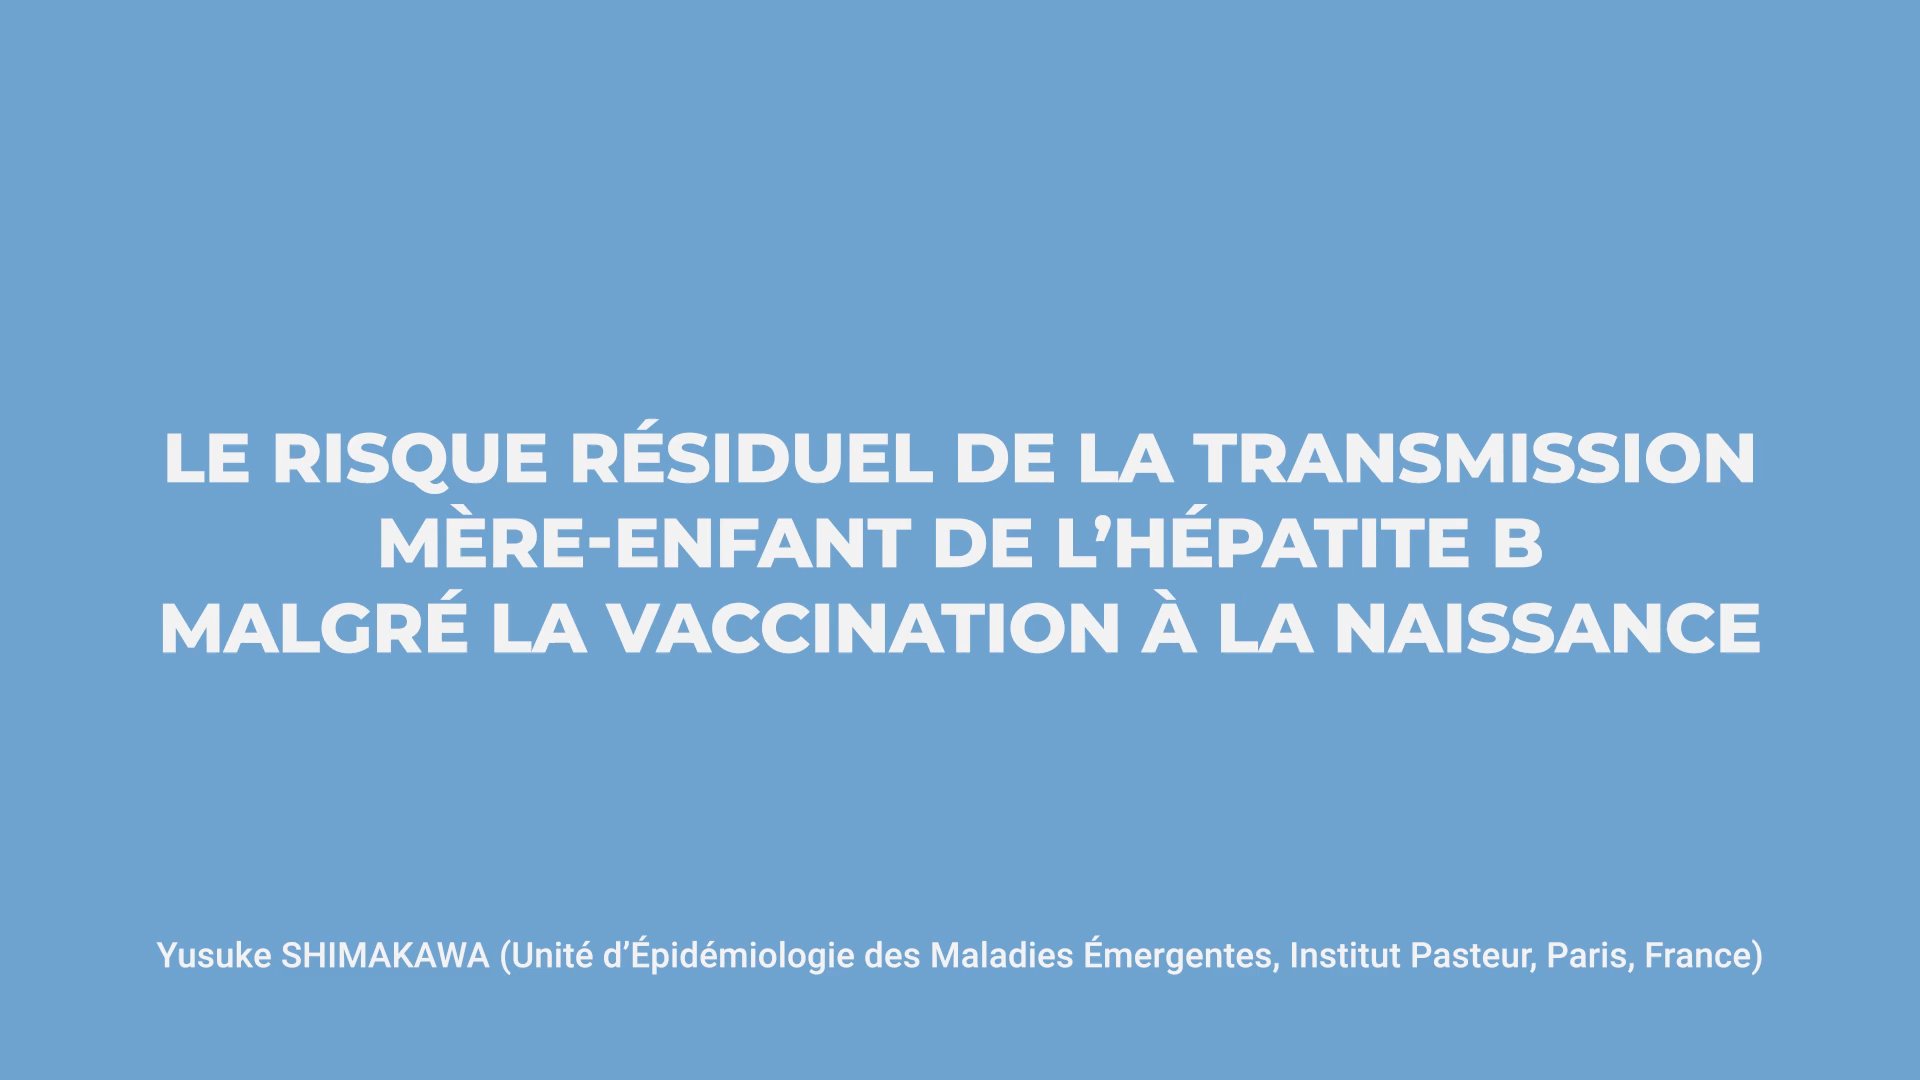 LE RISQUE RÉSIDUEL DE LA TRANSMISSION
MÈRE-ENFANT DE L’HÉPATITE B
MALGRÉ LA VACCINATION À LA NAISSANCE
Yusuke SHIMAKAWA (Unité d’Épidémiologie des Maladies Émergentes, Institut Pasteur, Paris, France)